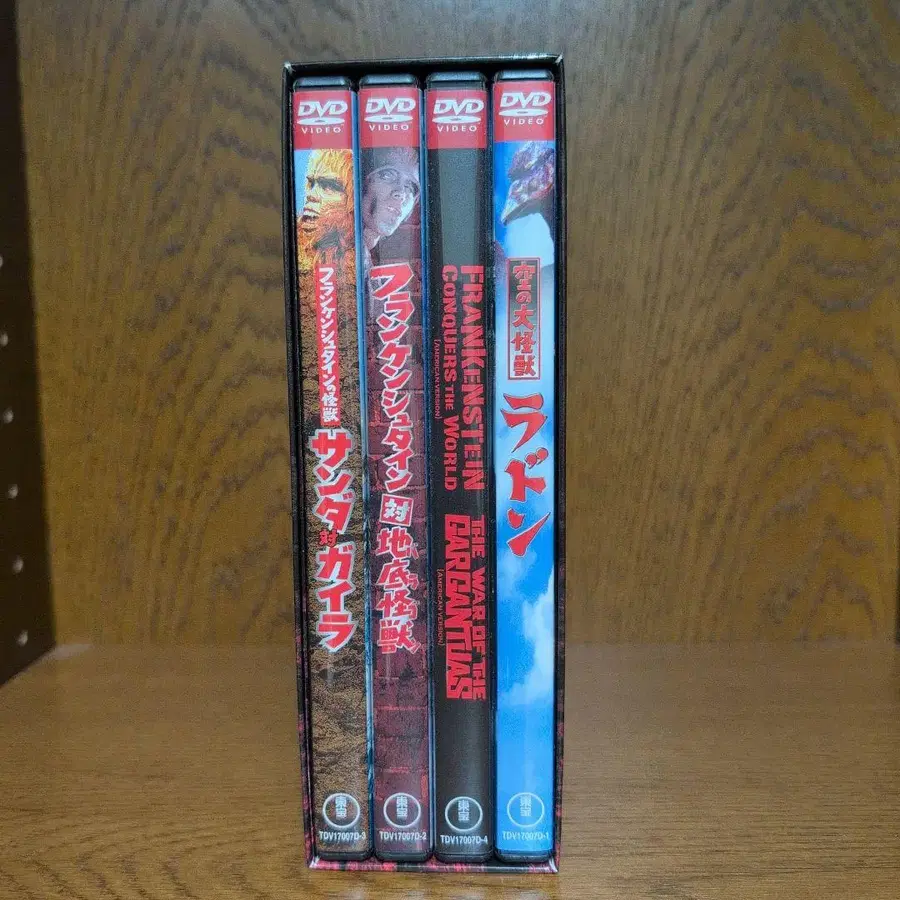 DVD
VIDEO
フランケンシュタインの怪獣
サンダ対ガイラ
東宝
TDV17007D-3
DVD
VIDEO
フランケンシュタイン
対
地底怪獣
バラゴン
東宝
TDV17007D-2
DVD
VIDEO
FRANKENSTEIN
CONQUERS THE WORLD
[AMERICAN VERSION]
THE WAR OF THE
GARGANTUAS
[AMERICAN VERSION]
東宝
TDV17007D-4
DVD
VIDEO
空の大怪獣
ラドン
東宝
TDV17007D-1